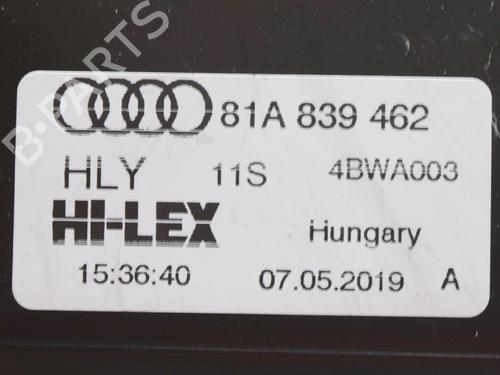 81A 839 462
HLY 11S 4BWA003
HI-LEX Hungary
15:36:40 07.05.2019 A
B-PARTS